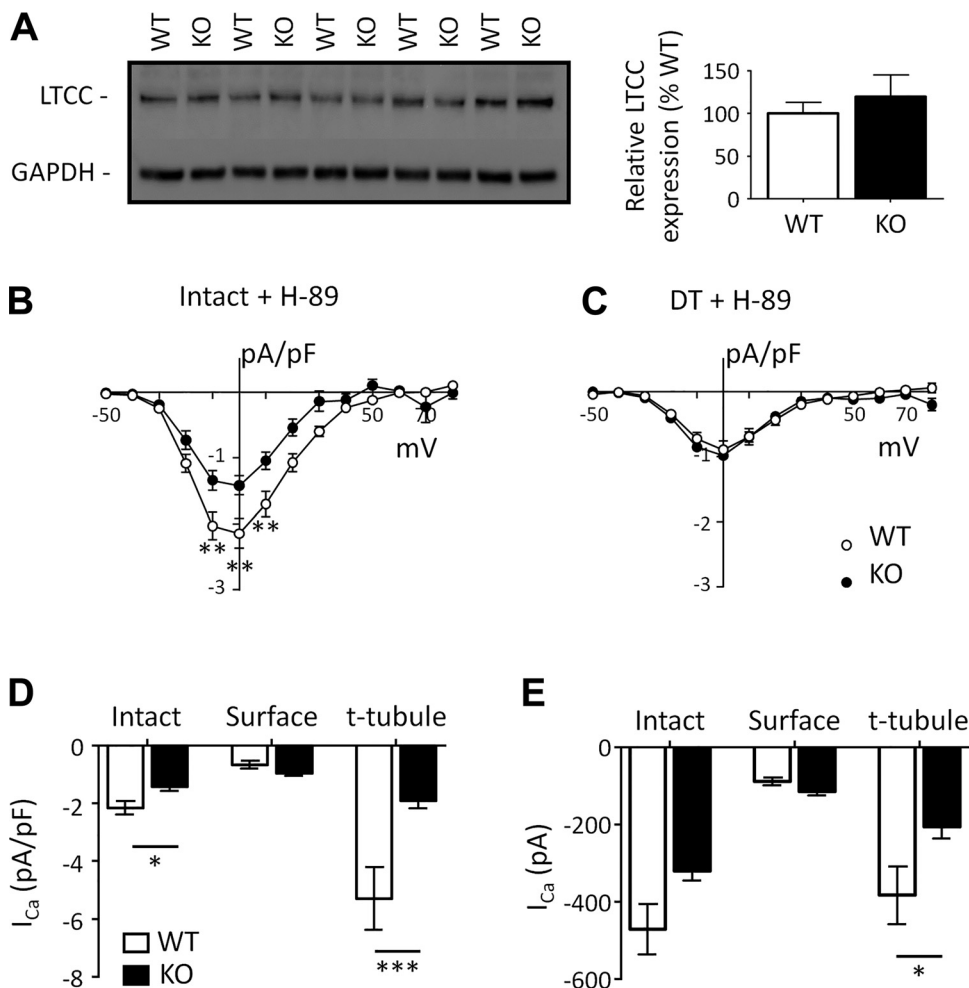 A
WT KO WT KO WT KO WT KO WT KO
LTCC -
GAPDH -
Relative LTCC
expression (% WT)
150
100
50
0
WT KO
B Intact + H-89
pA/pF
-50 50 70
mV
-1
-3
**
**
**
C DT + H-89
pA/pF
-50 50 70
mV
-1
-2
-3
WT
KO
D
Intact Surface t-tubule
0
-2
-4
-6
-8
I_Ca (pA/pF)
*
***
WT
KO
E
Intact Surface t-tubule
0
-200
-400
-600
I_Ca (pA)
*